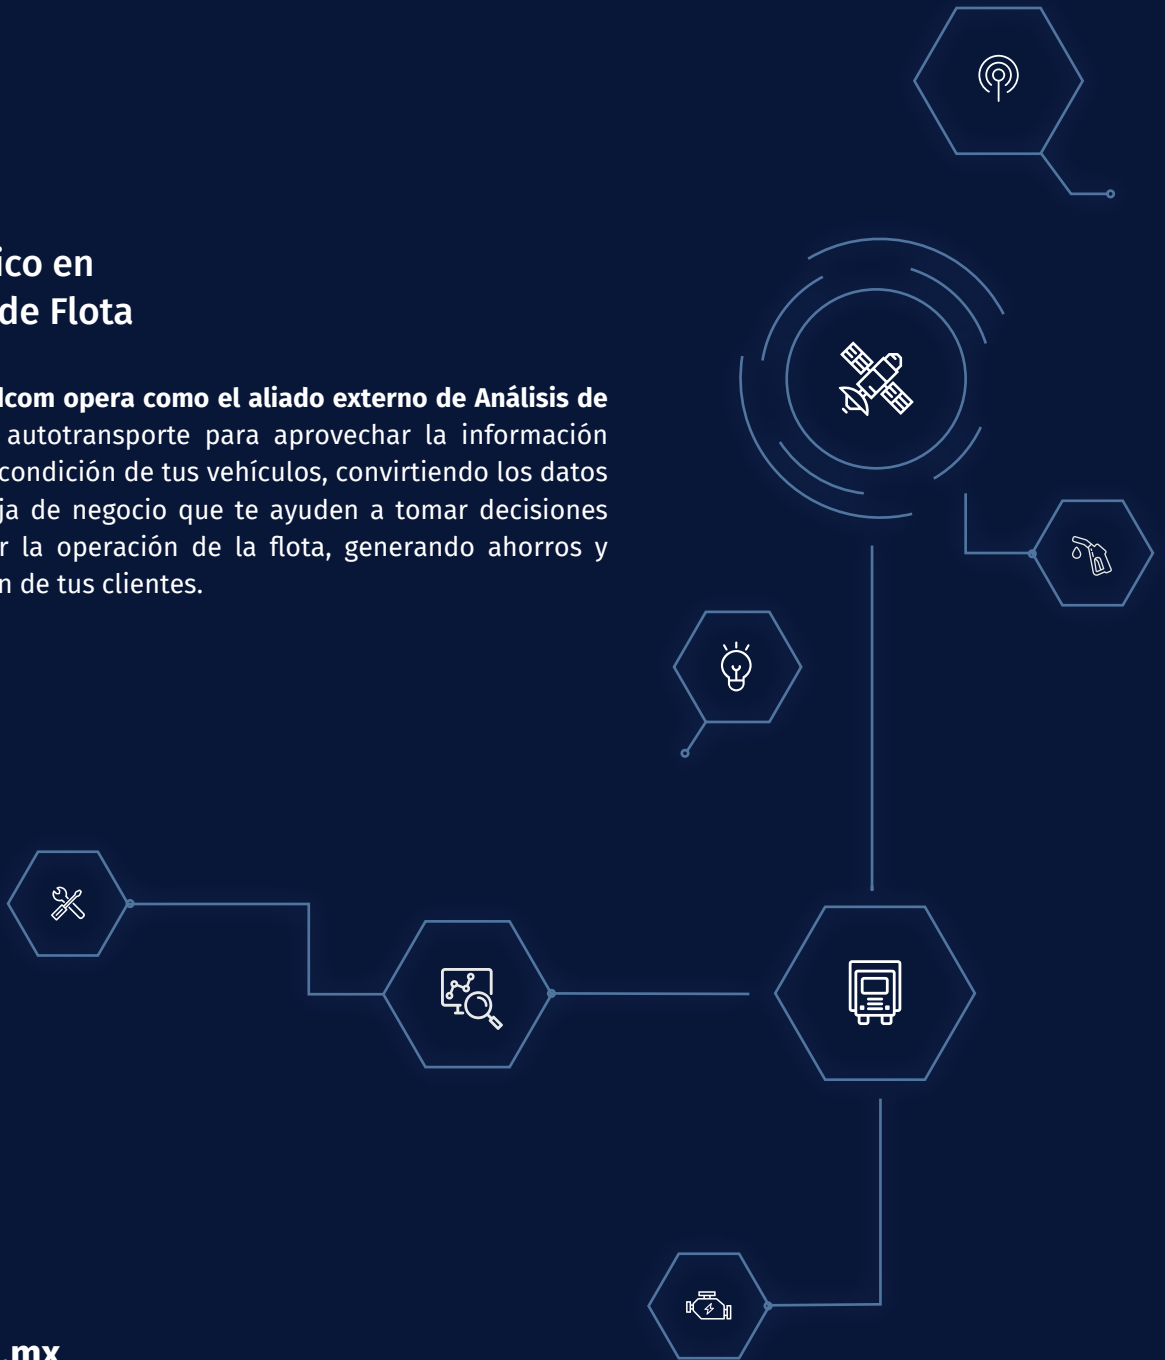 ico en
de Flota
dcom opera como el aliado externo de Análisis de
autotransporte para aprovechar la información
condición de tus vehículos, convirtiendo los datos
ja de negocio que te ayuden a tomar decisiones
r la operación de la flota, generando ahorros y
n de tus clientes.
.mx